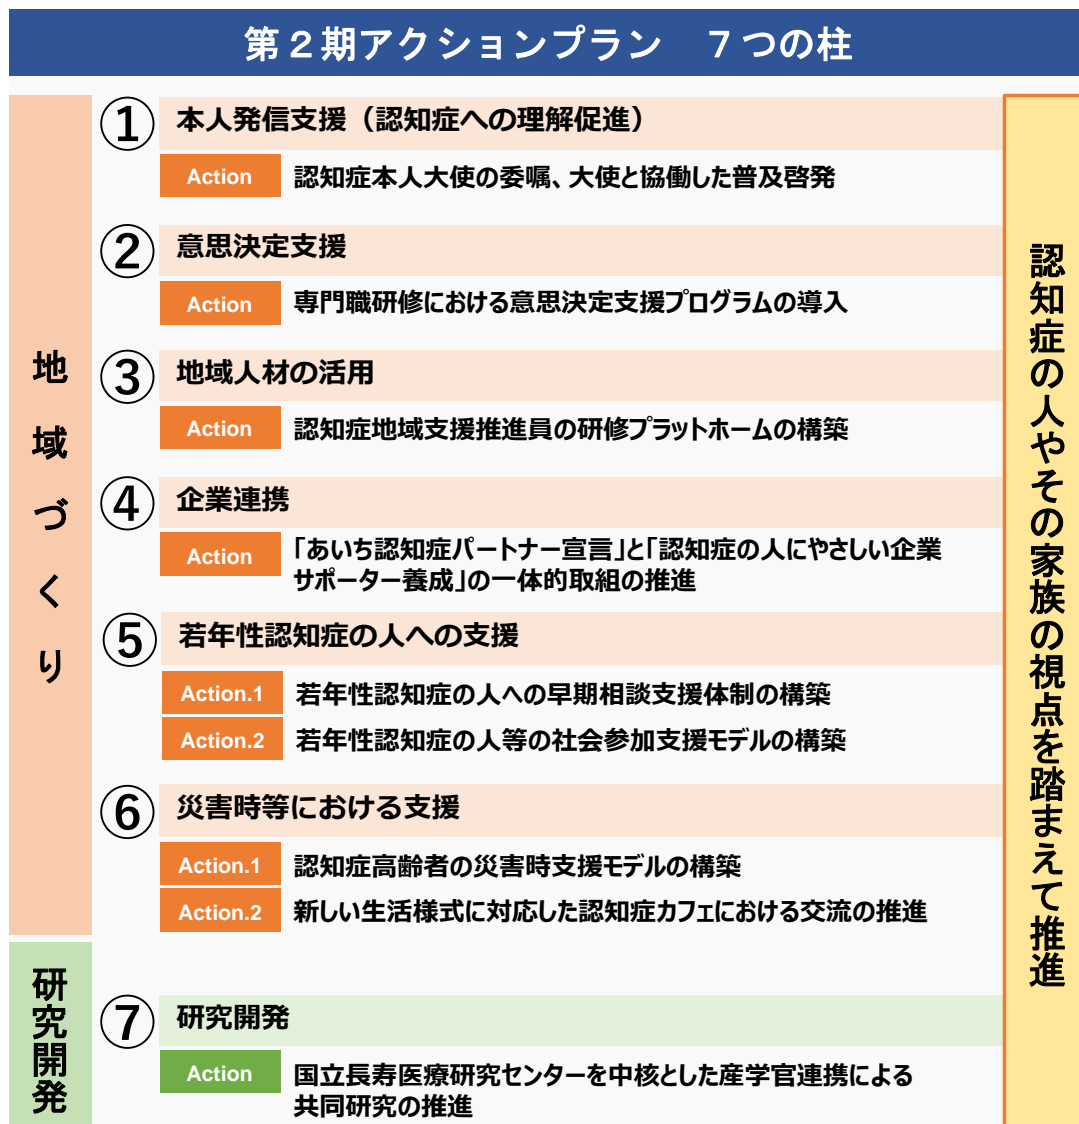 第２期アクションプラン　７つの柱
地域づくり
① 本人発信支援（認知症への理解促進）
Action 認知症本人大使の委嘱、大使と協働した普及啓発
② 意思決定支援
Action 専門職研修における意思決定支援プログラムの導入
③ 地域人材の活用
Action 認知症地域支援推進員の研修プラットホームの構築
④ 企業連携
Action 「あいち認知症パートナー宣言」と「認知症の人にやさしい企業
サポーター養成」の一体的取組の推進
⑤ 若年性認知症の人への支援
Action.1 若年性認知症の人への早期相談支援体制の構築
Action.2 若年性認知症の人等の社会参加支援モデルの構築
⑥ 災害時等における支援
Action.1 認知症高齢者の災害時支援モデルの構築
Action.2 新しい生活様式に対応した認知症カフェにおける交流の推進
研究開発
⑦ 研究開発
Action 国立長寿医療研究センターを中核とした産学官連携による
共同研究の推進
認知症の人やその家族の視点を踏まえて推進